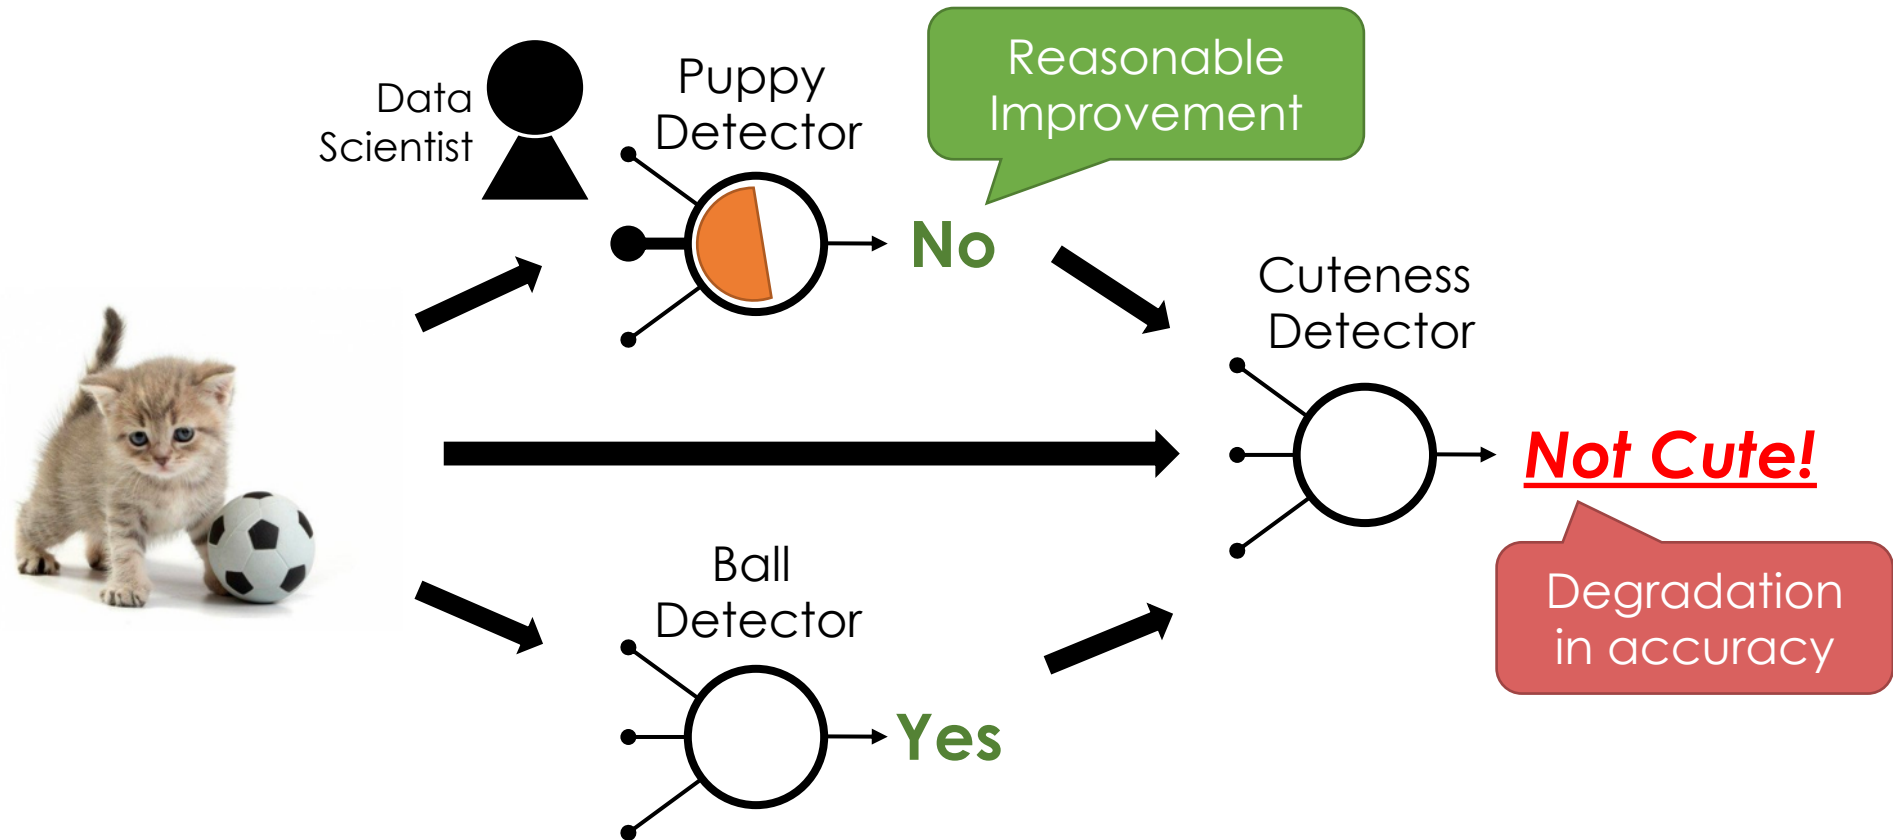 Data
Scientist
Puppy
Detector
Reasonable
Improvement
No
Cuteness
Detector
Not Cute!
Degradation
in accuracy
Ball
Detector
Yes